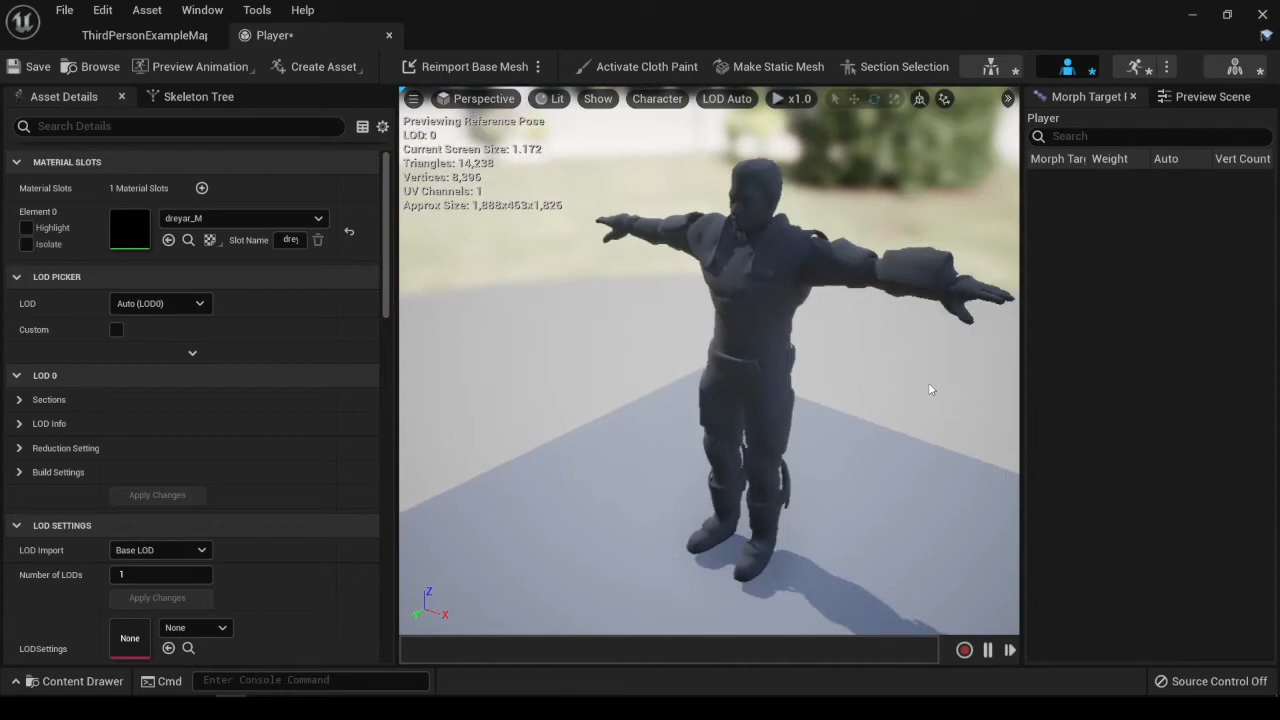 File Edit Asset Window Tools Help
ThirdPersonExampleMap Player*
Save Browse Preview Animation Create Asset Reimport Base Mesh Activate Cloth Paint Make Static Mesh Section Selection
Asset Details Skeleton Tree
Search Details
MATERIAL SLOTS
Material Slots 1 Material Slots
Element 0
Highlight
Isolate
dreyar_M
Slot Name drey
LOD PICKER
LOD Auto (LOD0)
Custom
LOD 0
Sections
LOD Info
Reduction Setting
Build Settings
Apply Changes
LOD SETTINGS
LOD Import Base LOD
Number of LODs 1
Apply Changes
LODSettings None None
Perspective Lit Show Character LOD Auto x1.0
Previewing Reference Pose
LOD: 0
Current Screen Size: 1.172
Triangles: 14,238
Vertices: 8,396
UV Channels: 1
Approx Size: 1,888x463x1,826
Z
X
Y
Morph Target P Preview Scene
Player
Search
Morph Targ Weight Auto Vert Count
Content Drawer Cmd Enter Console Command Source Control Off